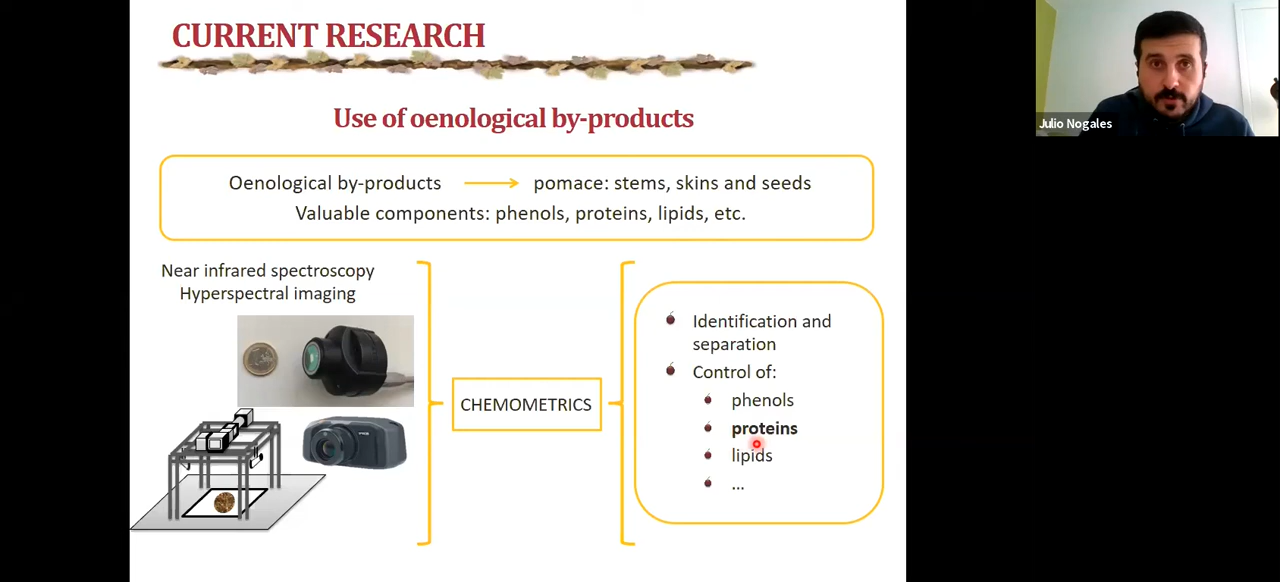 CURRENT RESEARCH
Use of oenological by-products
Oenological by-products
pomace: stems, skins and seeds
Valuable components: phenols, proteins, lipids, etc.
Near infrared spectroscopy
Hyperspectral imaging
CHEMOMETRICS
Identification and
separation
Control of:
phenols
proteins
lipids
...
Julio Nogales